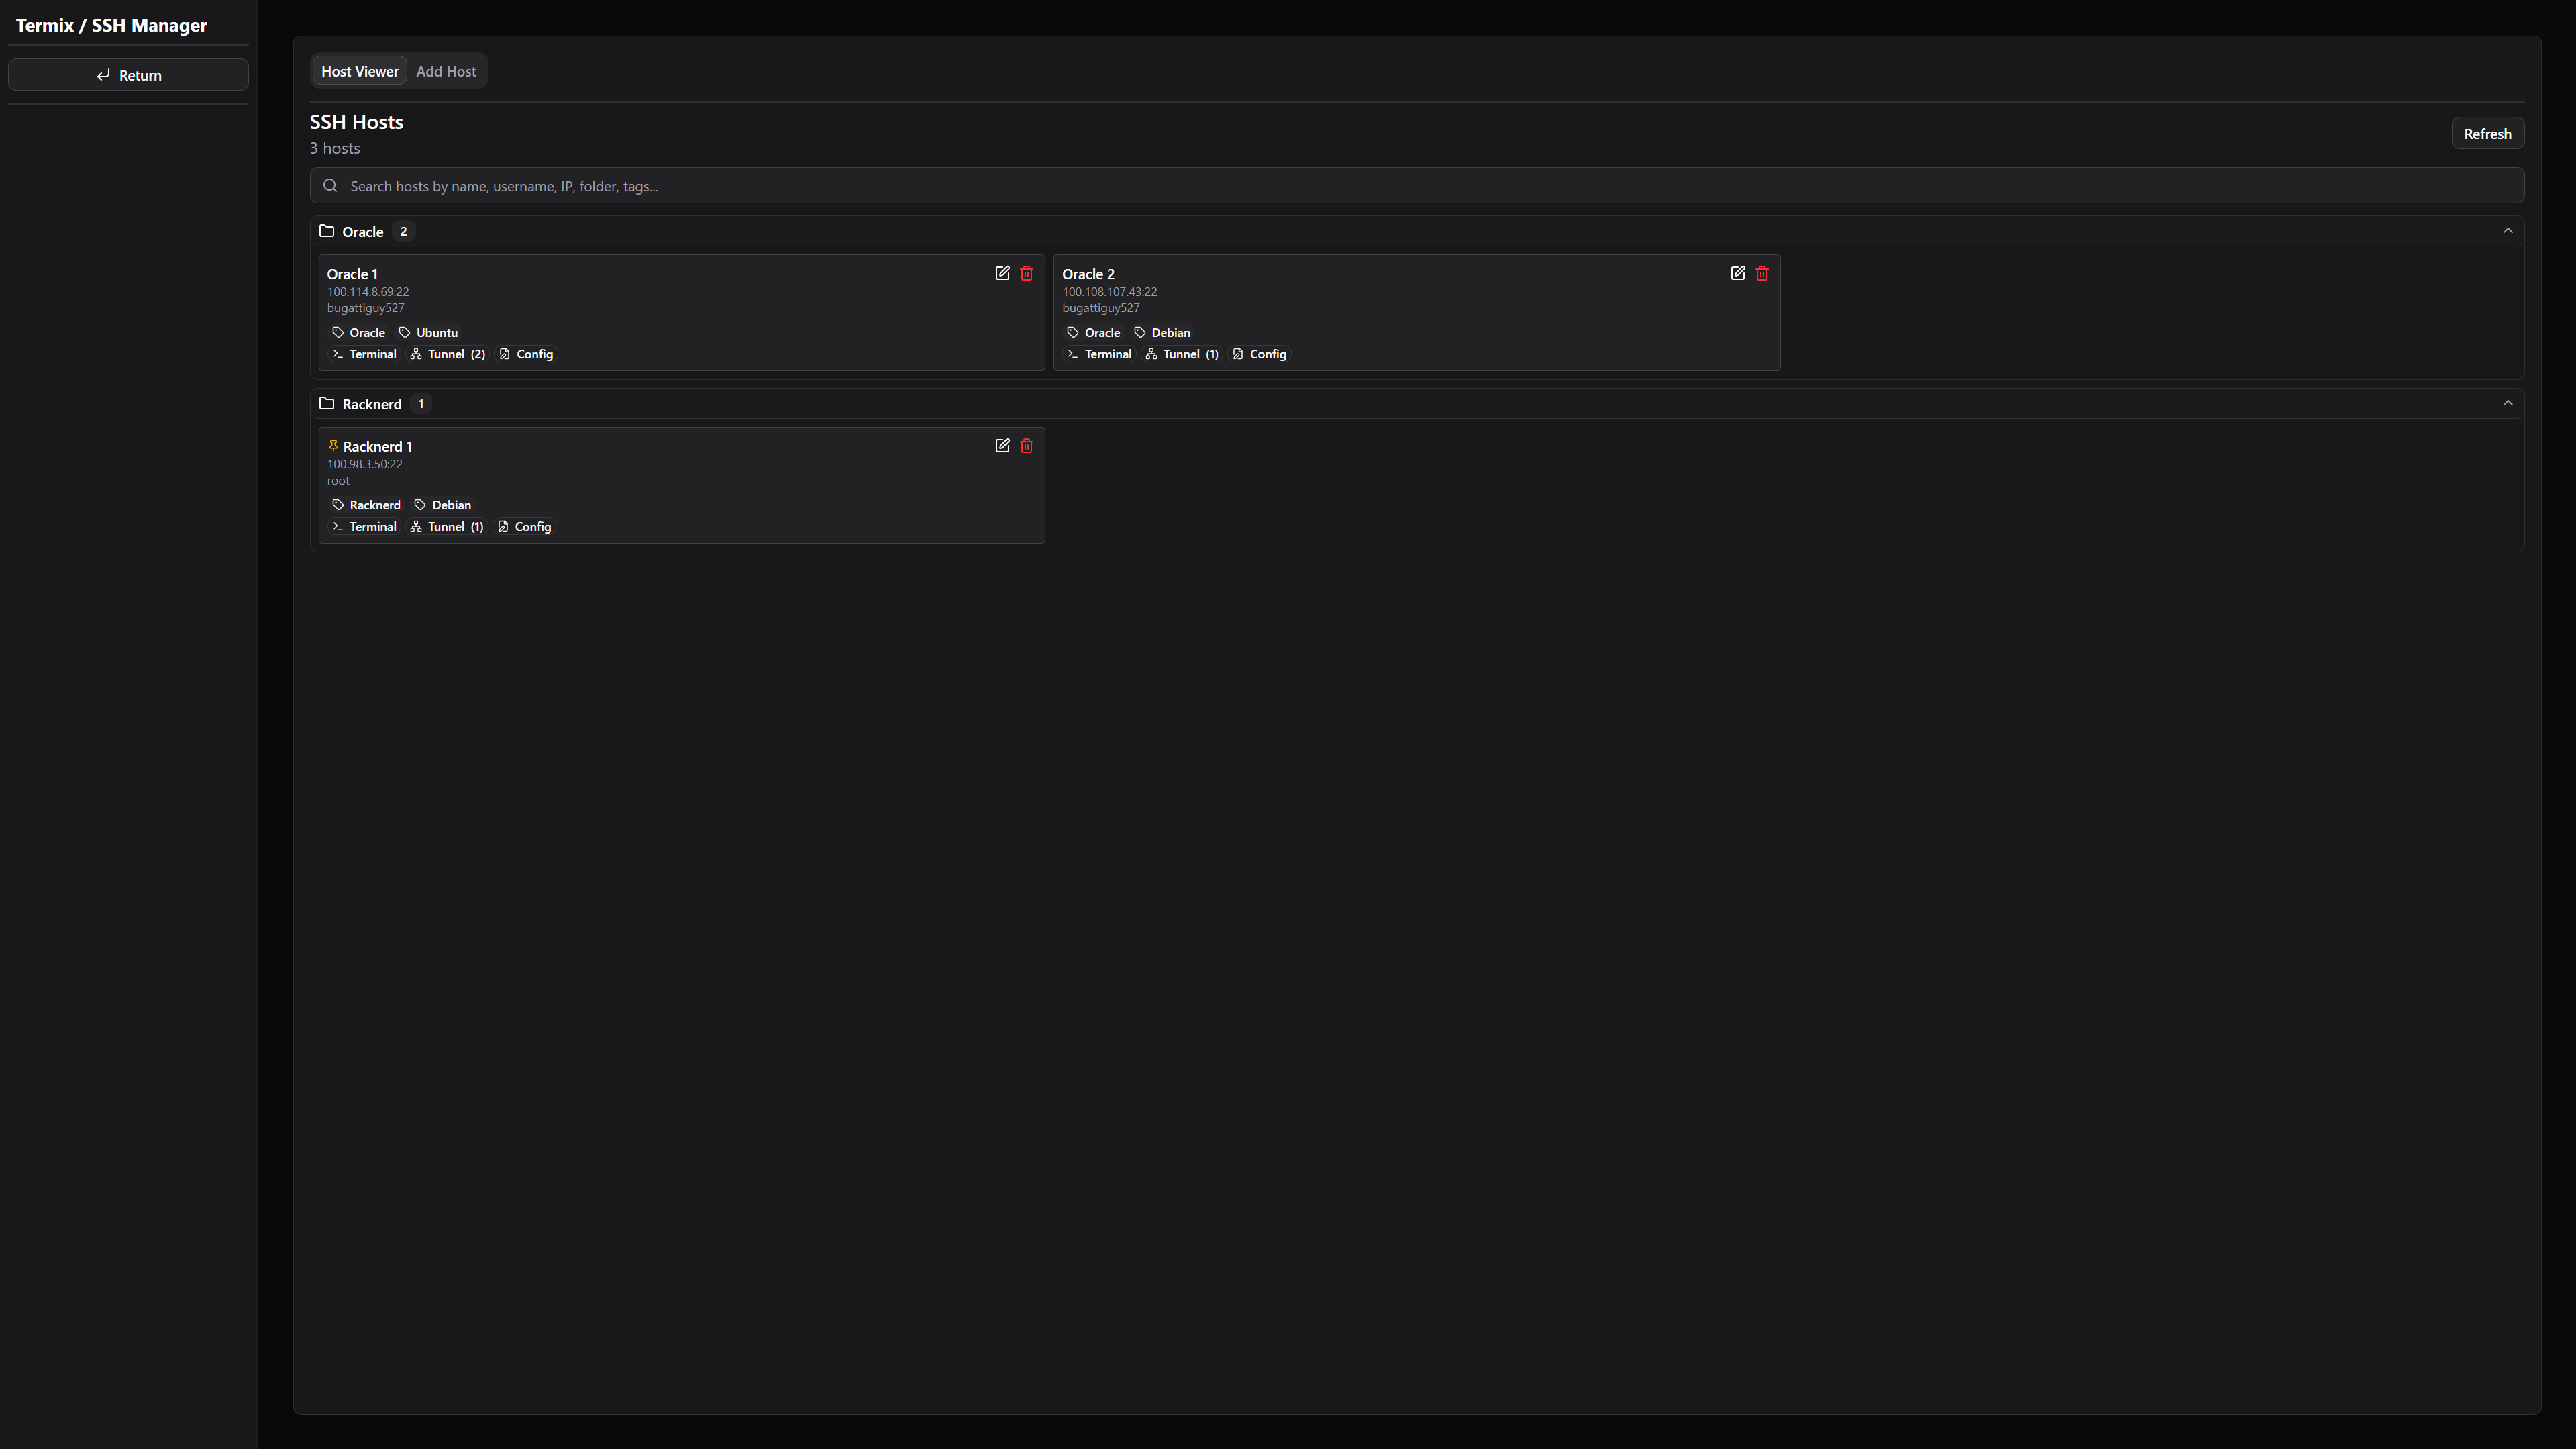 Termix / SSH Manager
Return
Host Viewer Add Host
SSH Hosts
3 hosts
Refresh
Search hosts by name, username, IP, folder, tags...
Oracle 2
Oracle 1
100.114.8.69:22
bugattiguy527
Oracle Ubuntu
Terminal Tunnel (2) Config
Oracle 2
100.108.107.43:22
bugattiguy527
Oracle Debian
Terminal Tunnel (1) Config
Racknerd 1
Racknerd 1
100.98.3.50:22
root
Racknerd Debian
Terminal Tunnel (1) Config